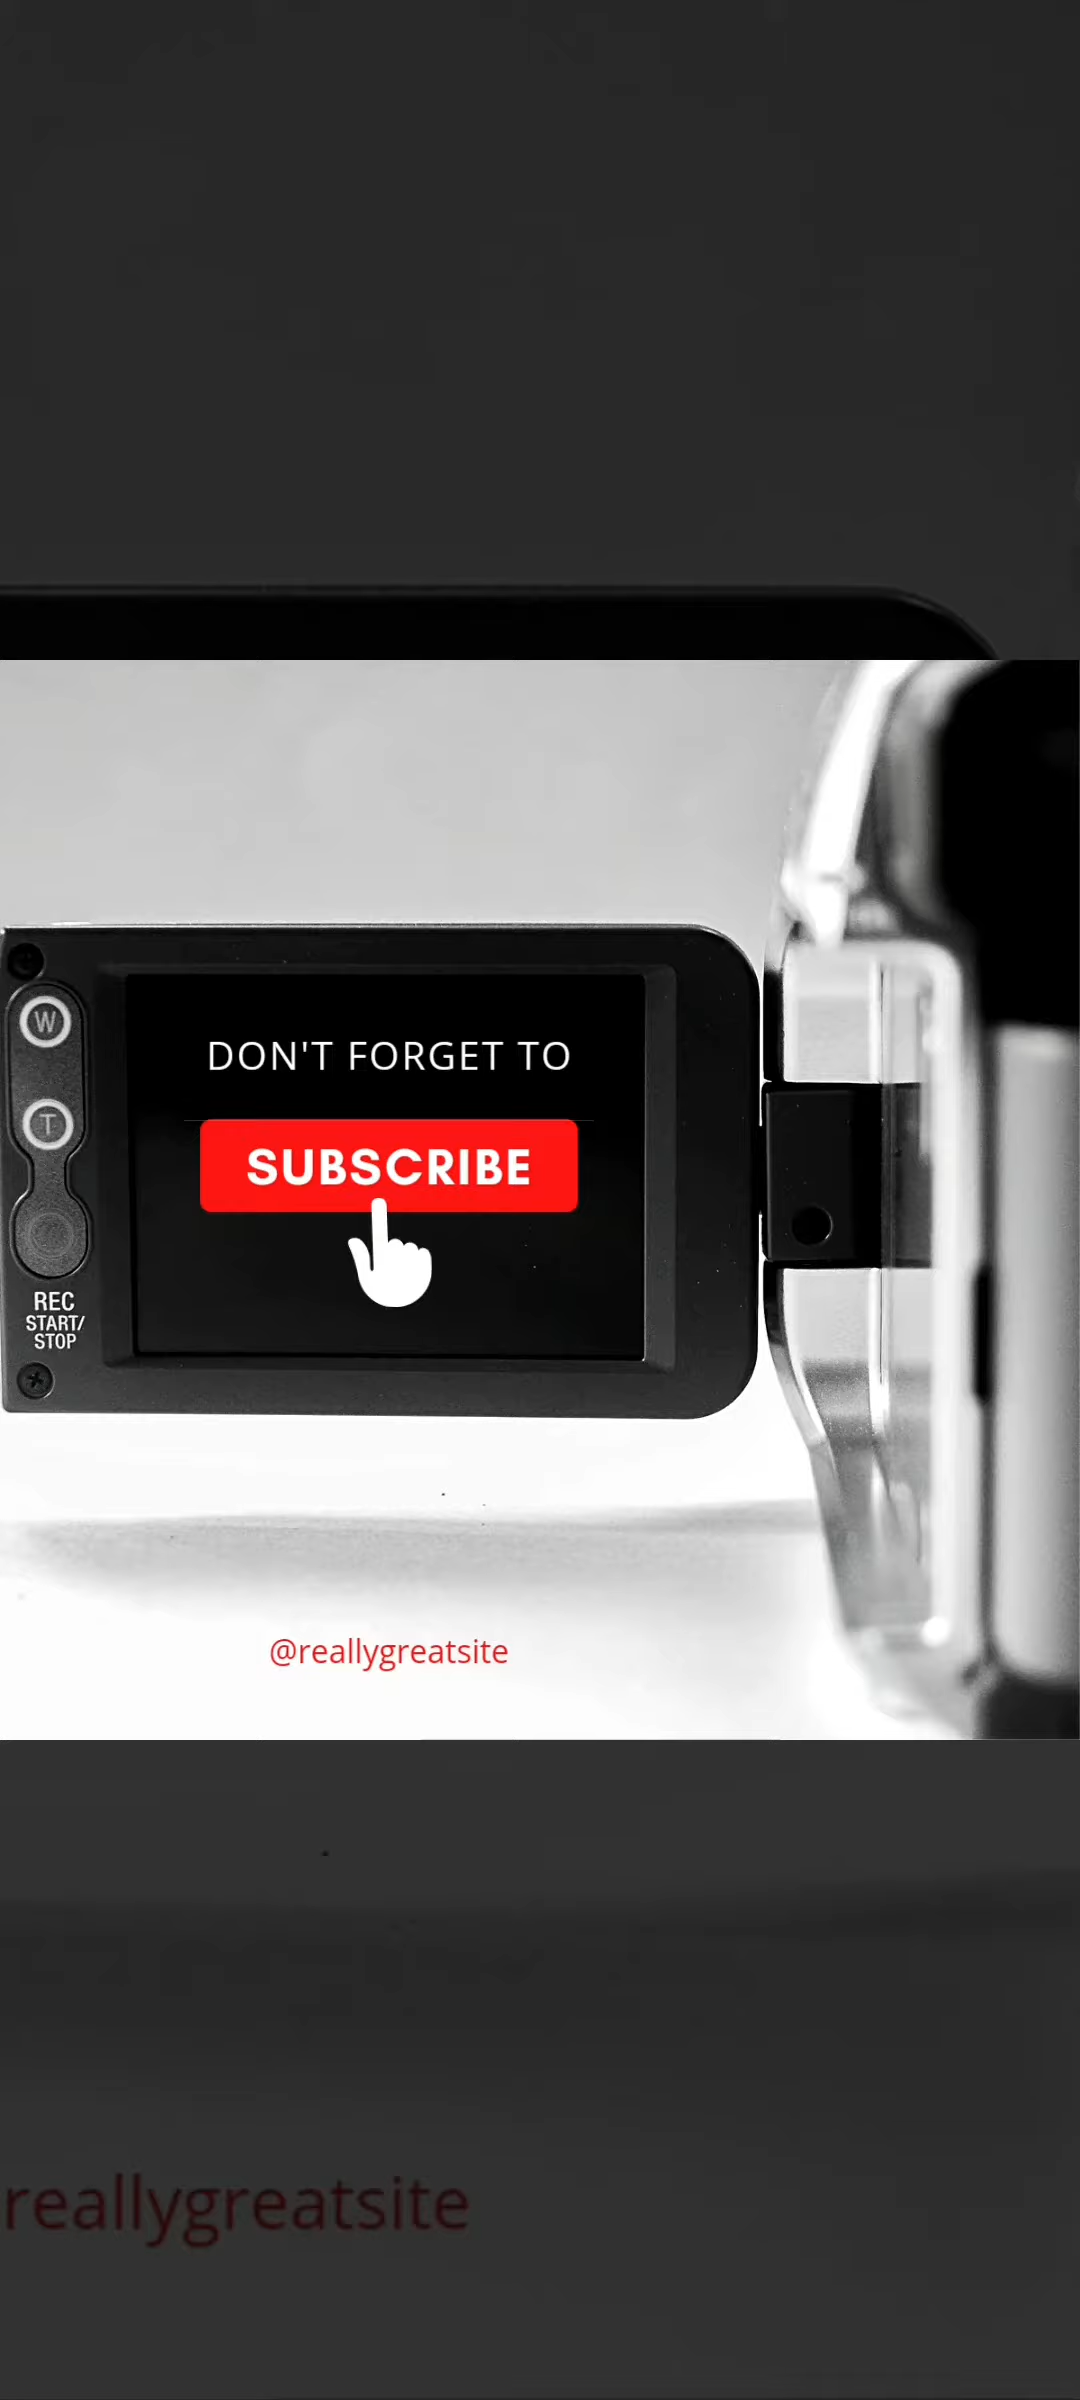 W
DON'T FORGET TO
T
SUBSCRIBE
REC
START/
STOP
@reallygreatsite
reallygreatsite